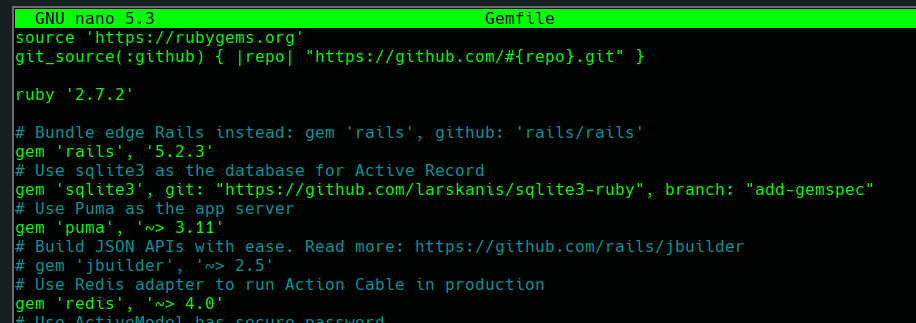 GNU nano 5.3 Gemfile
source 'https://rubygems.org'
git_source(:github) { |repo| "https://github.com/#{repo}.git" }
ruby '2.7.2'
# Bundle edge Rails instead: gem 'rails', github: 'rails/rails'
gem 'rails', '5.2.3'
# Use sqlite3 as the database for Active Record
gem 'sqlite3', git: "https://github.com/larskanis/sqlite3-ruby", branch: "add-gemspec"
# Use Puma as the app server
gem 'puma', '~> 3.11'
# Build JSON APIs with ease. Read more: https://github.com/rails/jbuilder
# gem 'jbuilder', '~> 2.5'
# Use Redis adapter to run Action Cable in production
gem 'redis', '~> 4.0'
# Use ActiveModel has secure password